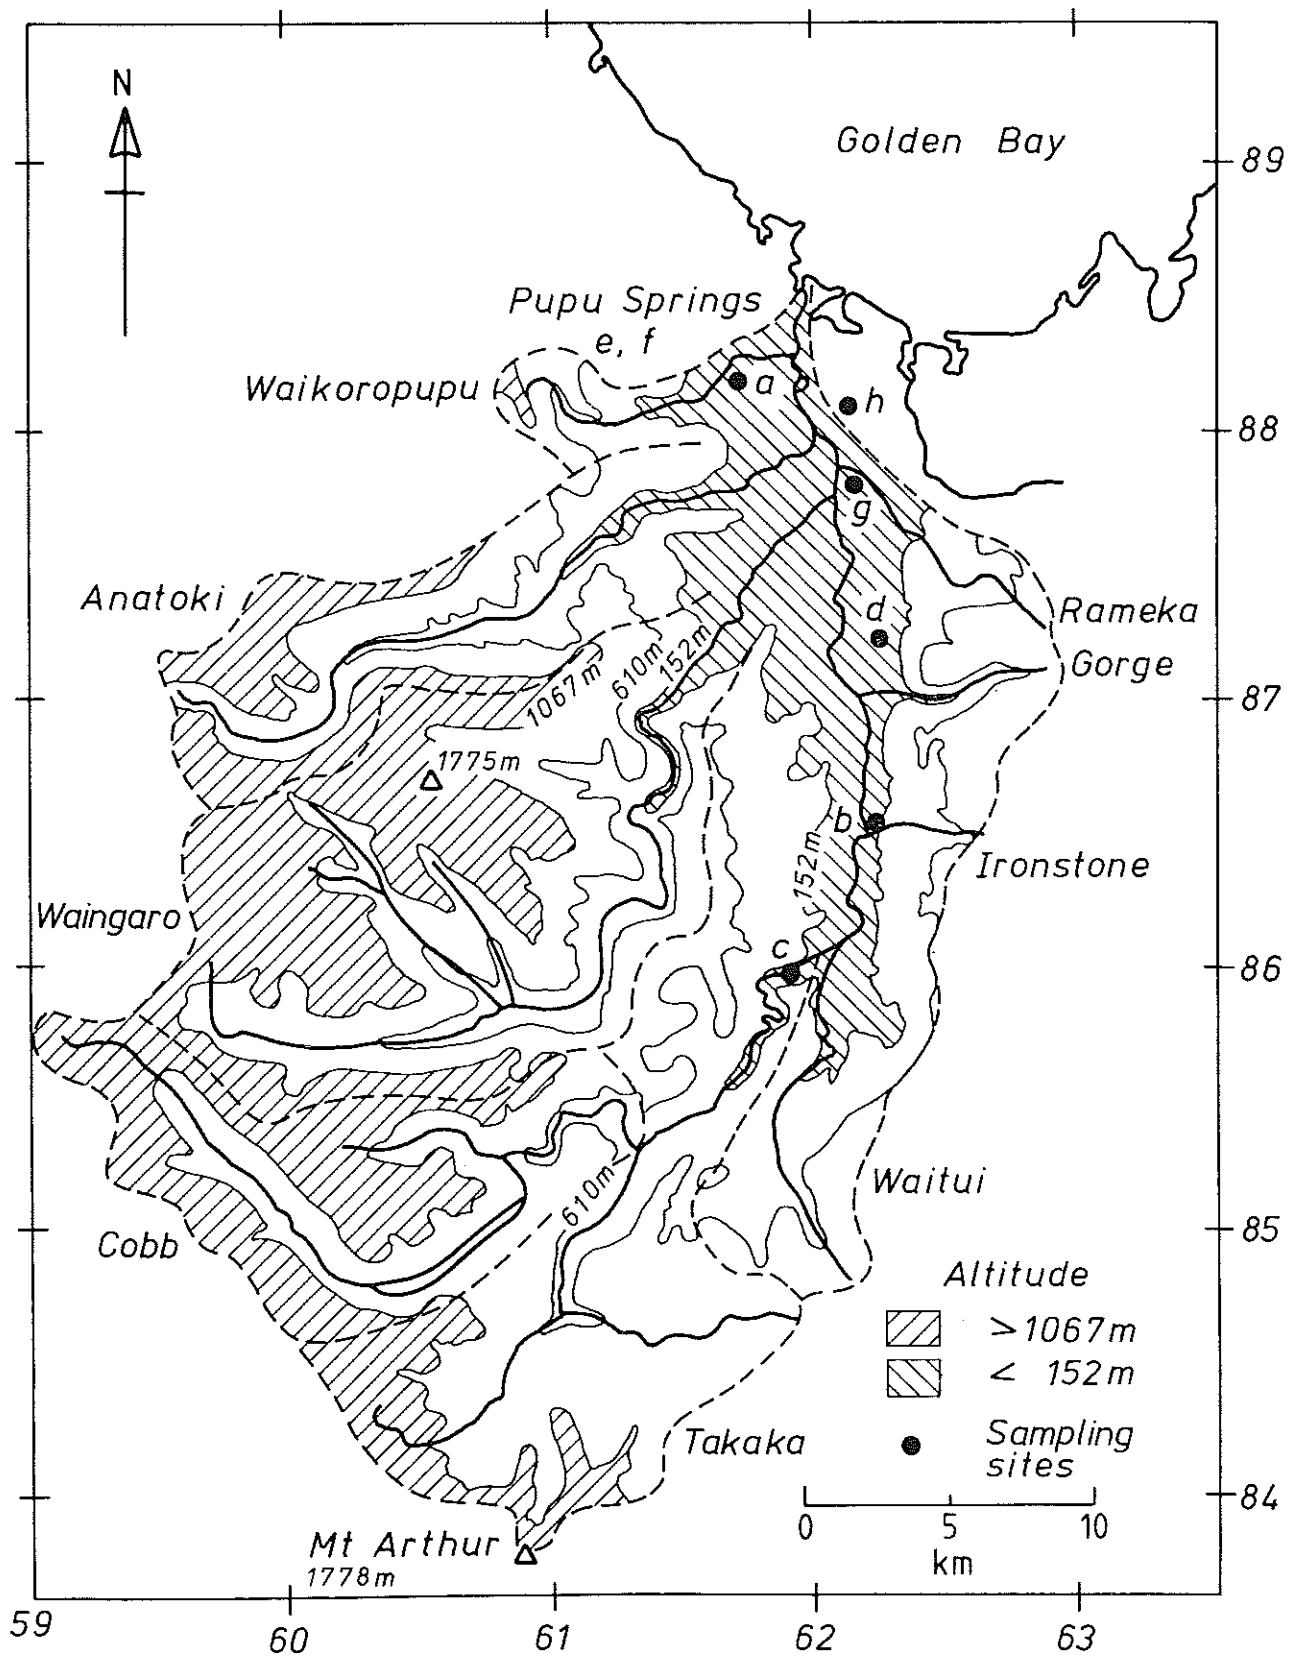 N
Golden Bay
89
Pupu Springs
e, f
Waikoropupu
a
h
88
g
Anatoki
d
Rameka
Gorge
1067m
610m
152m
87
1775m
b
152m
Ironstone
Waingaro
c
86
610m
Waitui
Cobb
85
Altitude
>1067m
< 152m
Takaka
Sampling
sites
84
0 5 10
km
Mt Arthur
1778m
59 60 61 62 63